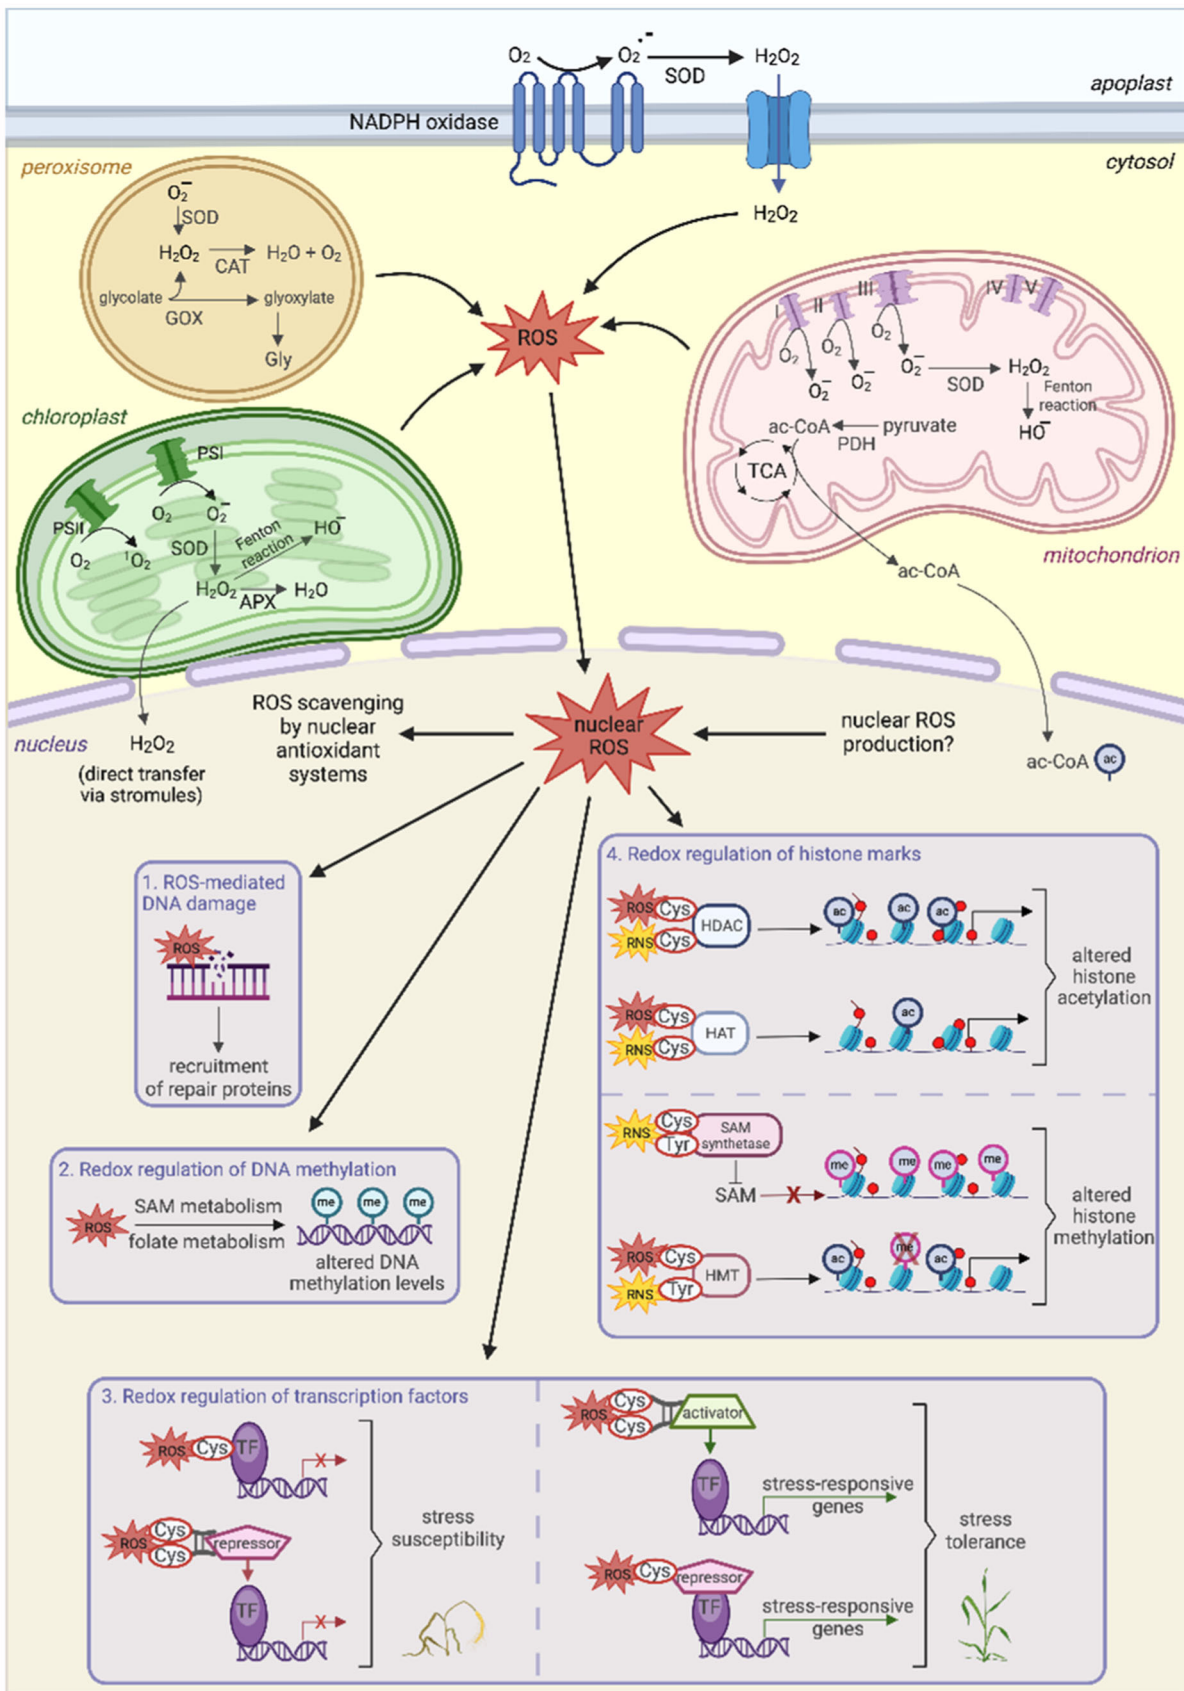 O₂
O₂˙⁻
SOD
H₂O₂
apoplast
NADPH oxidase
cytosol
H₂O₂
peroxisome
O₂⁻
SOD
H₂O₂
CAT
H₂O + O₂
glycolate
GOX
glyoxylate
Gly
ROS
I
II
III
IV
V
O₂
O₂
O₂
O₂⁻
O₂⁻
O₂⁻
SOD
H₂O₂
Fenton
reaction
HO⁻
ac-CoA
PDH
pyruvate
TCA
mitochondrion
ac-CoA
chloroplast
PSI
PSII
O₂
O₂⁻
O₂
¹O₂
SOD
Fenton
reaction
HO⁻
H₂O₂
APX
H₂O
nucleus
H₂O₂
(direct transfer
via stromules)
ROS scavenging
by nuclear
antioxidant
systems
nuclear
ROS
nuclear ROS
production?
ac-CoA
ac
1. ROS-mediated
DNA damage
ROS
recruitment
of repair proteins
2. Redox regulation of DNA methylation
ROS
SAM metabolism
folate metabolism
me me me
altered DNA
methylation levels
4. Redox regulation of histone marks
ROS Cys
RNS Cys
HDAC
ac ac ac
ROS Cys
RNS Cys
HAT
ac
altered
histone
acetylation
RNS
Cys
Tyr
SAM
synthetase
SAM
X
me me me me
ROS Cys
RNS Tyr
HMT
ac me ac
altered
histone
methylation
3. Redox regulation of transcription factors
ROS Cys TF
X
ROS
Cys
Cys
repressor
TF
X
stress
susceptibility
ROS
Cys
Cys
activator
TF
stress-responsive
genes
ROS Cys
repressor
TF
stress-responsive
genes
stress
tolerance